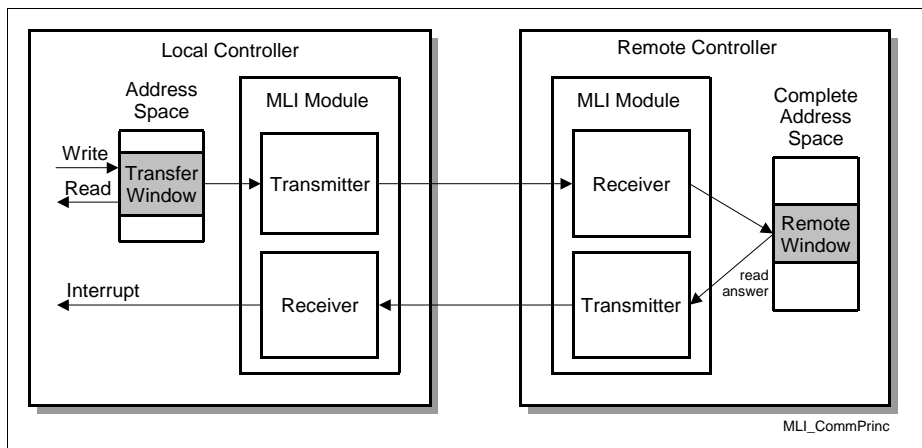 Local Controller
Address
Space
MLI Module
Write
Read
Transfer
Window
Transmitter
Interrupt
Receiver
Remote Controller
MLI Module
Complete
Address
Space
Receiver
Remote
Window
read
answer
Transmitter
MLI_CommPrinc